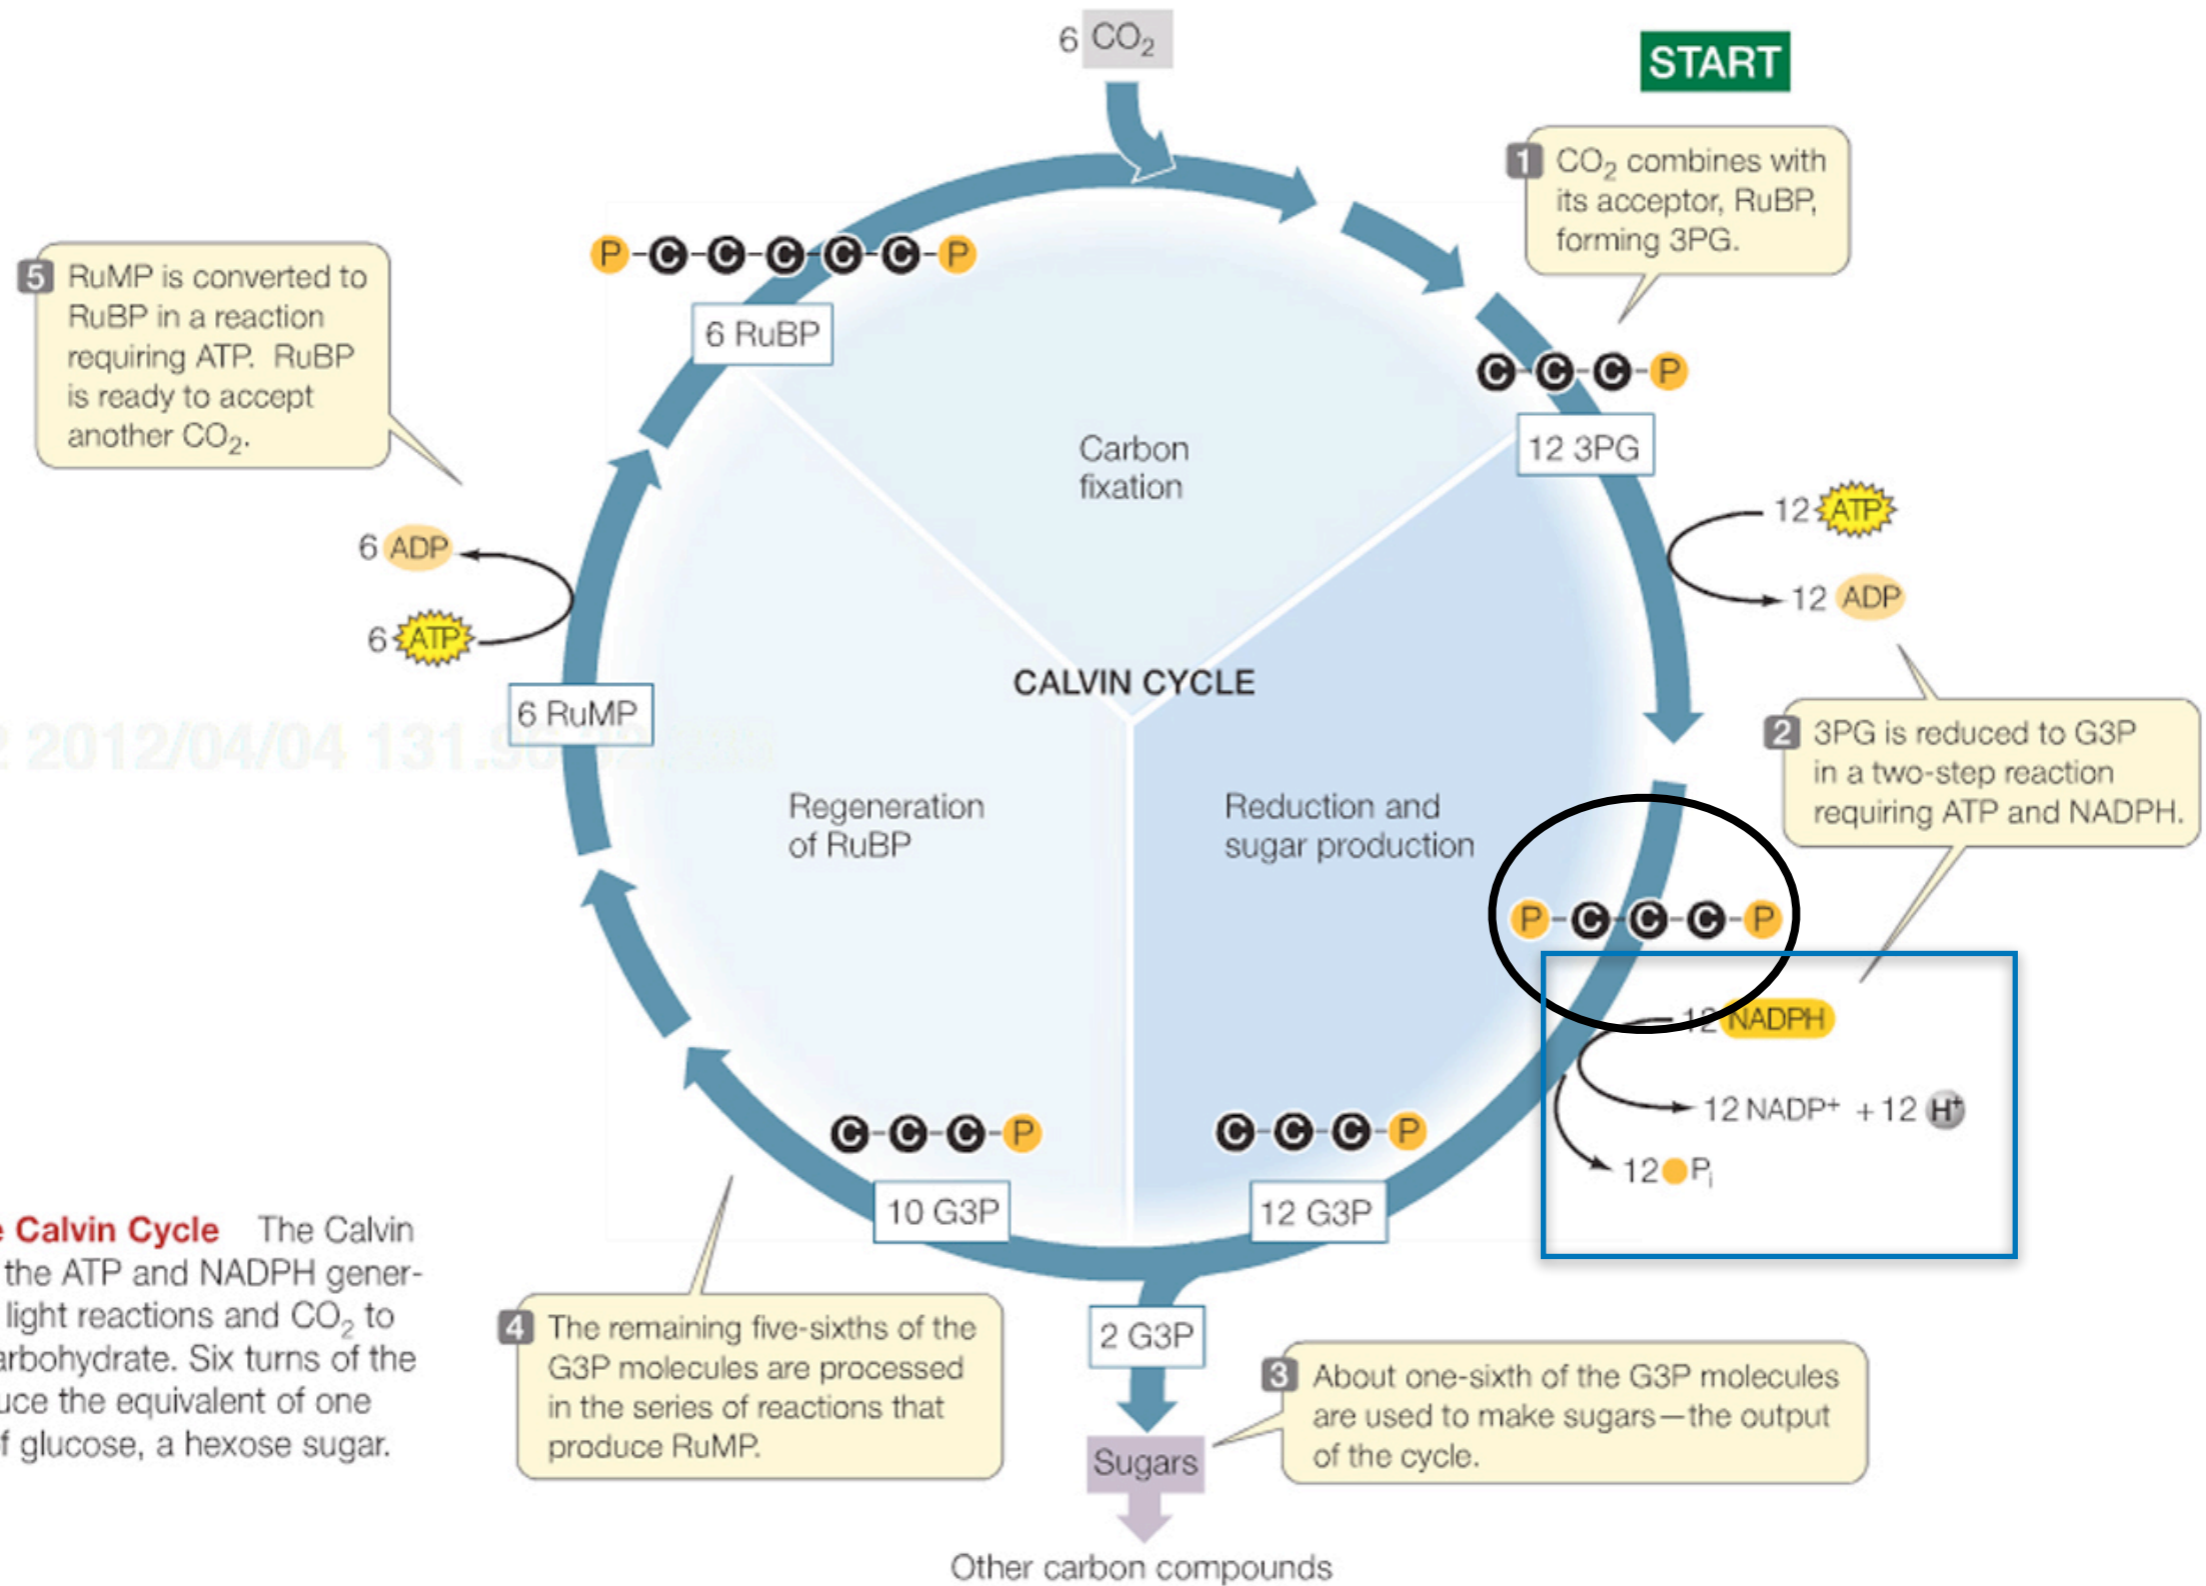 6 CO₂
START
1 CO₂ combines with
its acceptor, RuBP,
forming 3PG.
P-C-C-C-C-C-P
6 RuBP
5 RuMP is converted to
RuBP in a reaction
requiring ATP. RuBP
is ready to accept
another CO₂.
C-C-C-P
12 3PG
Carbon
fixation
12 ATP
12 ADP
6 ADP
6 ATP
CALVIN CYCLE
6 RuMP
2 2012/04/04 131.96
2 3PG is reduced to G3P
in a two-step reaction
requiring ATP and NADPH.
Regeneration
of RuBP
Reduction and
sugar production
P-C-C-C-P
12 NADPH
12 NADP⁺ + 12 H⁺
12 Pᵢ
C-C-C-P
10 G3P
C-C-C-P
12 G3P
2 G3P
4 The remaining five-sixths of the
G3P molecules are processed
in the series of reactions that
produce RuMP.
3 About one-sixth of the G3P molecules
are used to make sugars—the output
of the cycle.
Sugars
Other carbon compounds
e Calvin Cycle The Calvin
the ATP and NADPH gener-
light reactions and CO₂ to
arbohydrate. Six turns of the
uce the equivalent of one
f glucose, a hexose sugar.